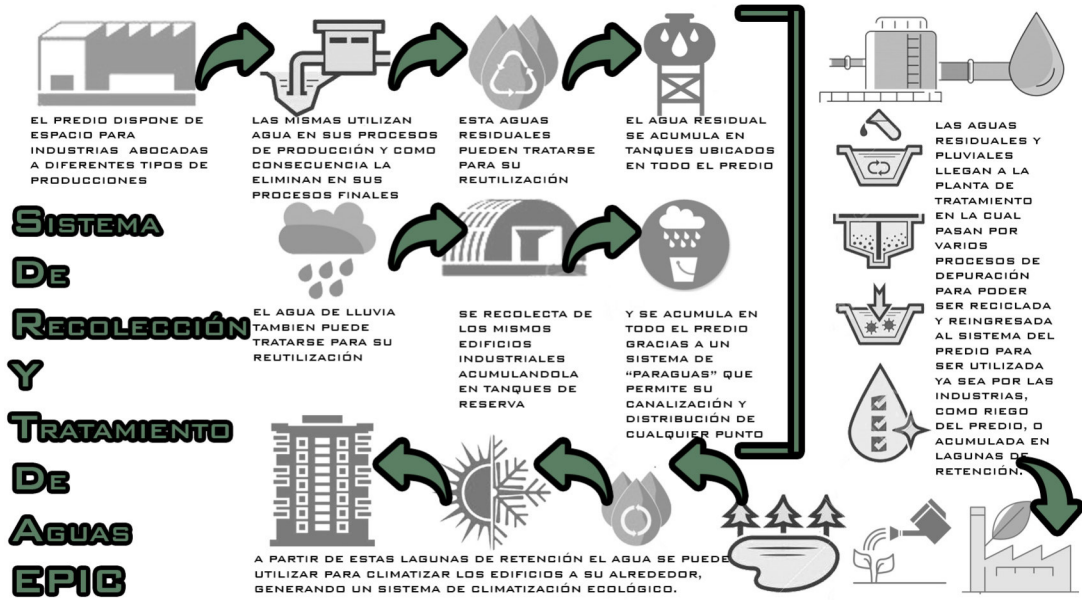 EL PREDIO DISPONE DE
ESPACIO PARA
INDUSTRIAS ABOCADAS
A DIFERENTES TIPOS DE
PRODUCCIONES
LAS MISMAS UTILIZAN
AGUA EN SUS PROCESOS
DE PRODUCCIÓN Y COMO
CONSECUENCIA LA
ELIMINAN EN SUS
PROCESOS FINALES
ESTA AGUAS
RESIDUALES
PUEDEN TRATARSE
PARA SU
REUTILIZACIÓN
EL AGUA RESIDUAL
SE ACUMULA EN
TANQUES UBICADOS
EN TODO EL PREDIO
SISTEMA
DE
RECOLECCIÓN
Y
TRATAMIENTO
DE
AGUAS
EPIC
EL AGUA DE LLUVIA
TAMBIEN PUEDE
TRATARSE PARA SU
REUTILIZACIÓN
SE RECOLECTA DE
LOS MISMOS
EDIFICIOS
INDUSTRIALES
ACUMULANDOLA
EN TANQUES DE
RESERVA
Y SE ACUMULA EN
TODO EL PREDIO
GRACIAS A UN
SISTEMA DE
“PARAGUAS” QUE
PERMITE SU
CANALIZACIÓN Y
DISTRIBUCIÓN DE
CUALQUIER PUNTO
LAS AGUAS
RESIDUALES Y
PLUVIALES
LLEGAN A LA
PLANTA DE
TRATAMIENTO
EN LA CUAL
PASAN POR
VARIOS
PROCESOS DE
DEPURACIÓN
PARA PODER
SER RECICLADA
Y REINGRESADA
AL SISTEMA DEL
PREDIO PARA
SER UTILIZADA
YA SEA POR LAS
INDUSTRIAS,
COMO RIEGO
DEL PREDIO, O
ACUMULADA EN
LAGUNAS DE
RETENCIÓN.
A PARTIR DE ESTAS LAGUNAS DE RETENCIÓN EL AGUA SE PUEDE
UTILIZAR PARA CLIMATIZAR LOS EDIFICIOS A SU ALREDEDOR,
GENERANDO UN SISTEMA DE CLIMATIZACIÓN ECOLÓGICO.